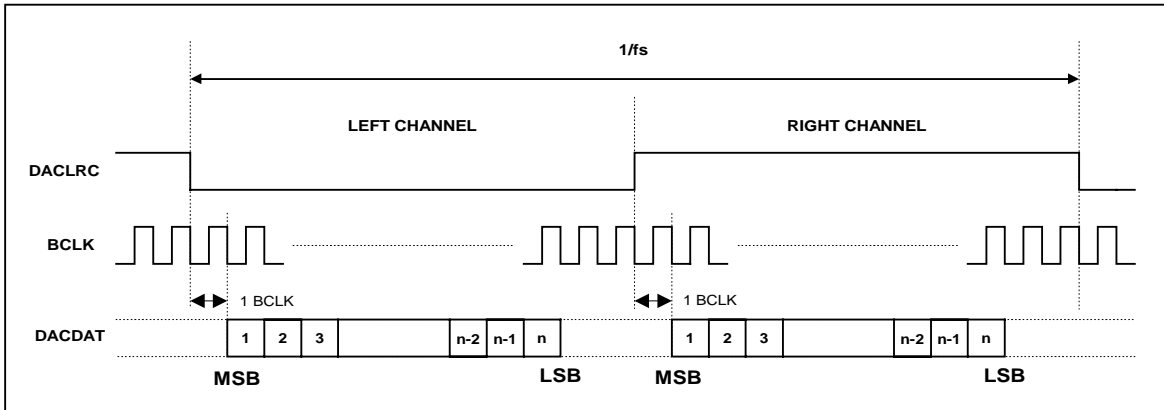 1/fs
LEFT CHANNEL
RIGHT CHANNEL
DACLRC
BCLK
1 BCLK
1 BCLK
DACDAT
1 2 3 n-2 n-1 n
1 2 3 n-2 n-1 n
MSB
LSB
MSB
LSB